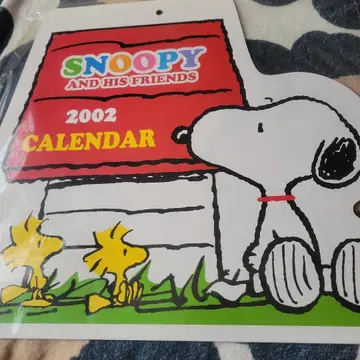 SNOOPY
AND HIS FRIENDS
2002
CALENDAR